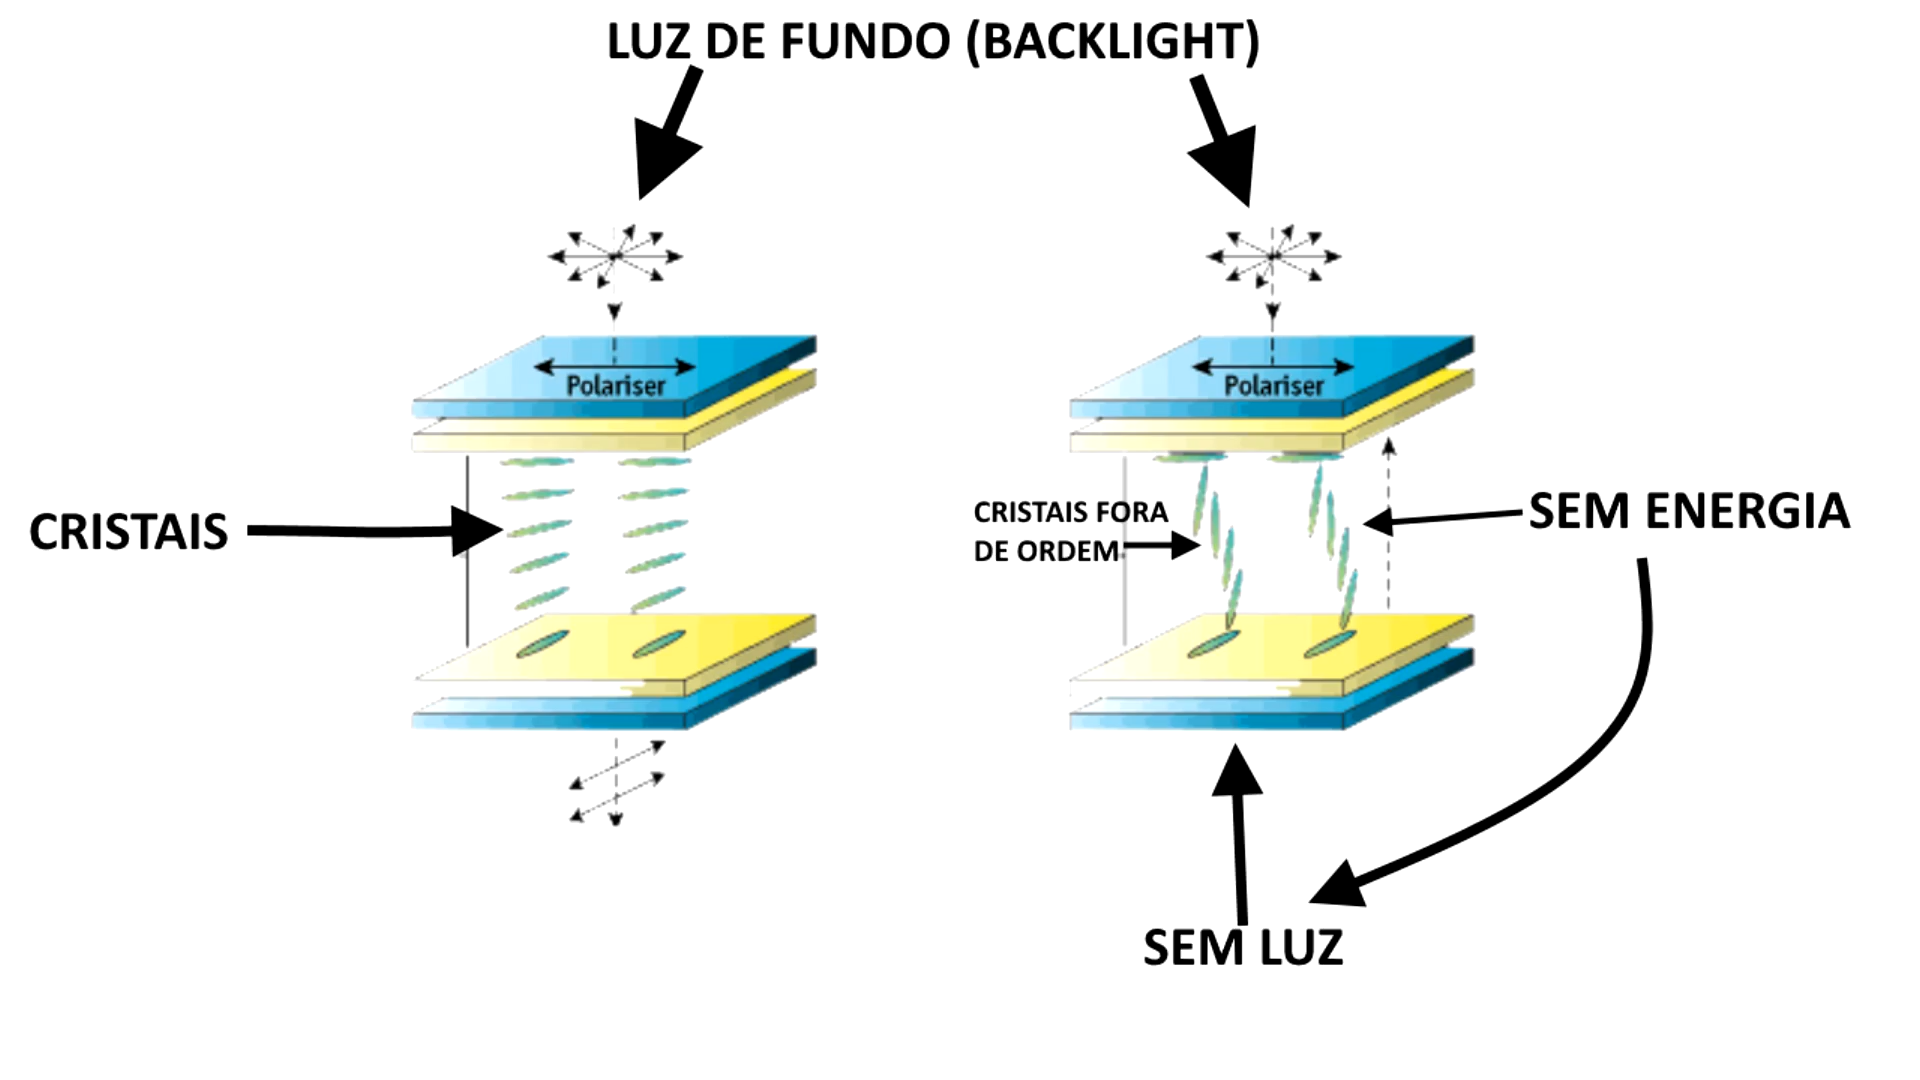 LUZ DE FUNDO (BACKLIGHT)
Polariser
Polariser
CRISTAIS
CRISTAIS FORA
DE ORDEM
SEM ENERGIA
SEM LUZ